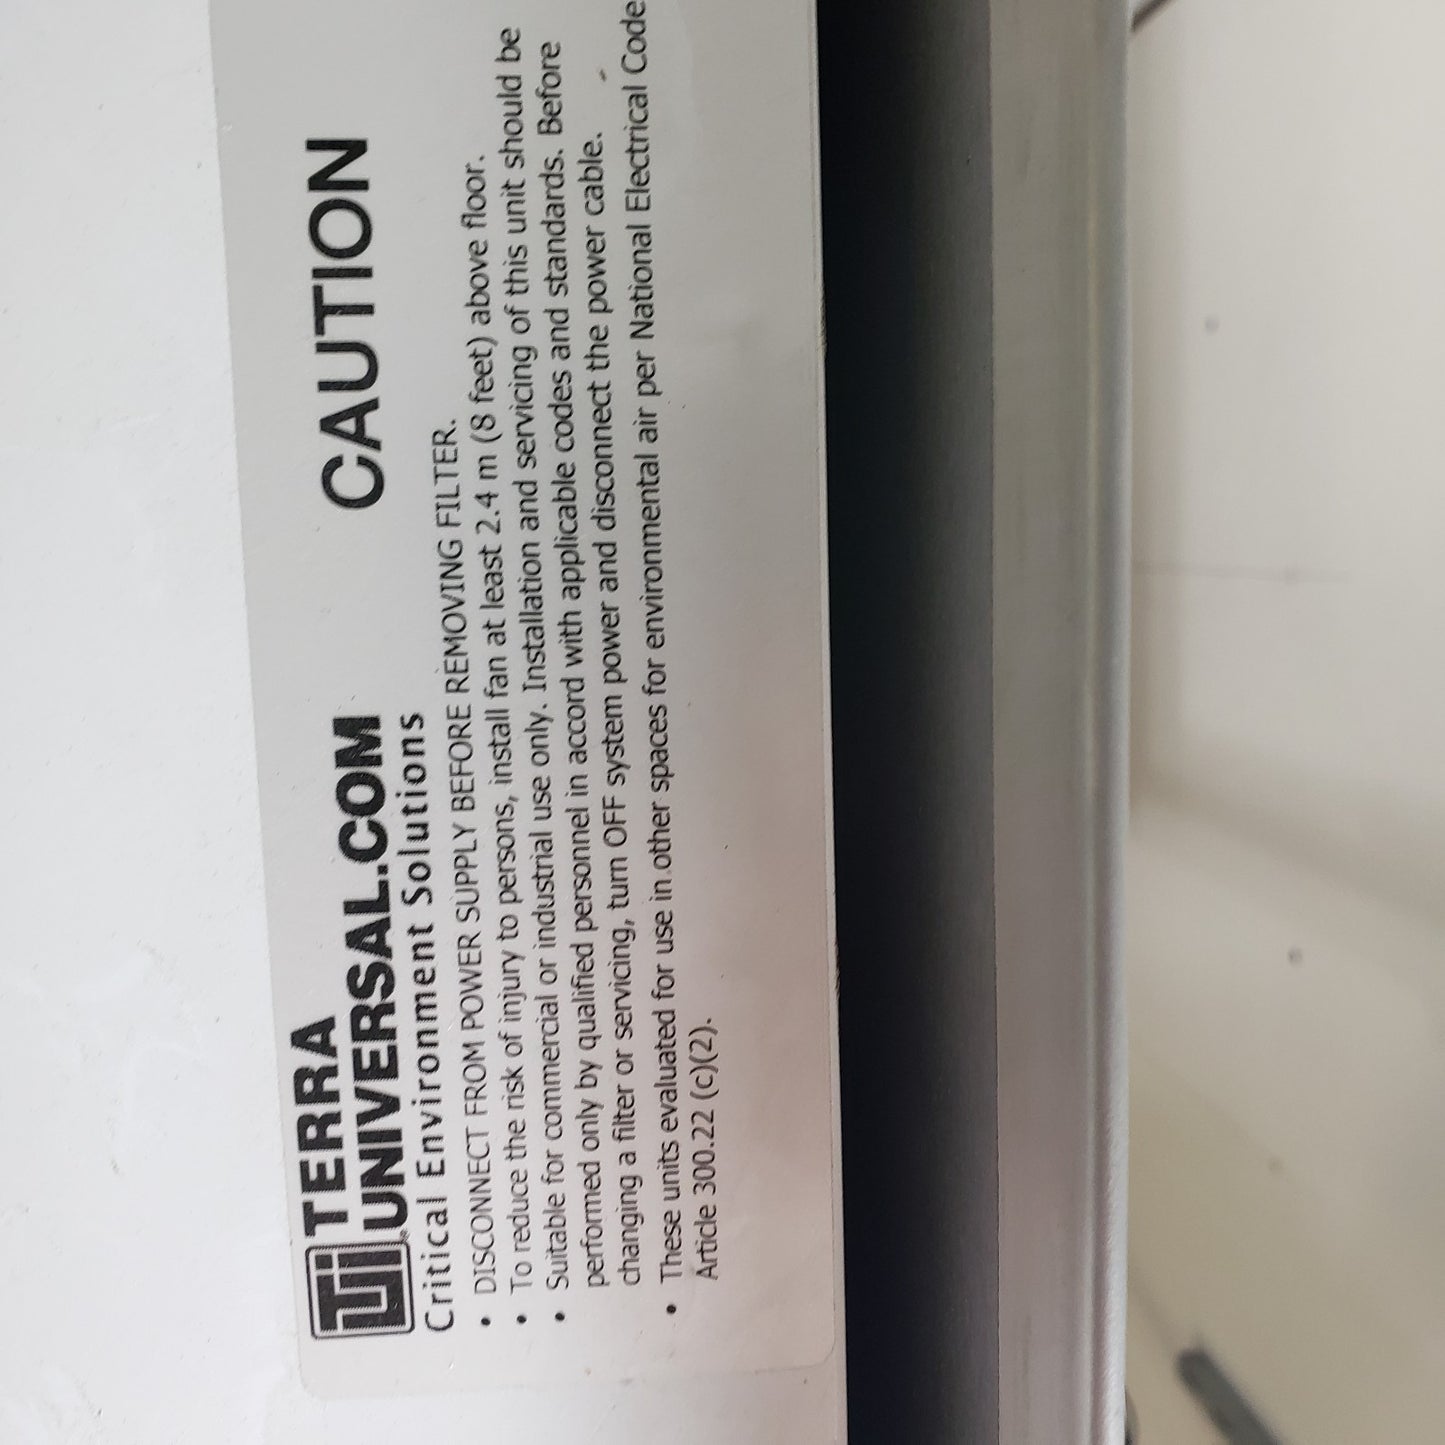 TERRA
UNIVERSAL.COM CAUTION
Critical Environment Solutions
• DISCONNECT FROM POWER SUPPLY BEFORE REMOVING FILTER.
• To reduce the risk of injury to persons, install fan at least 2.4 m (8 feet) above floor.
• Suitable for commercial or industrial use only. Installation and servicing of this unit should be
performed only by qualified personnel in accord with applicable codes and standards. Before
changing a filter or servicing, turn OFF system power and disconnect the power cable.
• These units evaluated for use in other spaces for environmental air per National Electrical Code
Article 300.22 (c)(2).